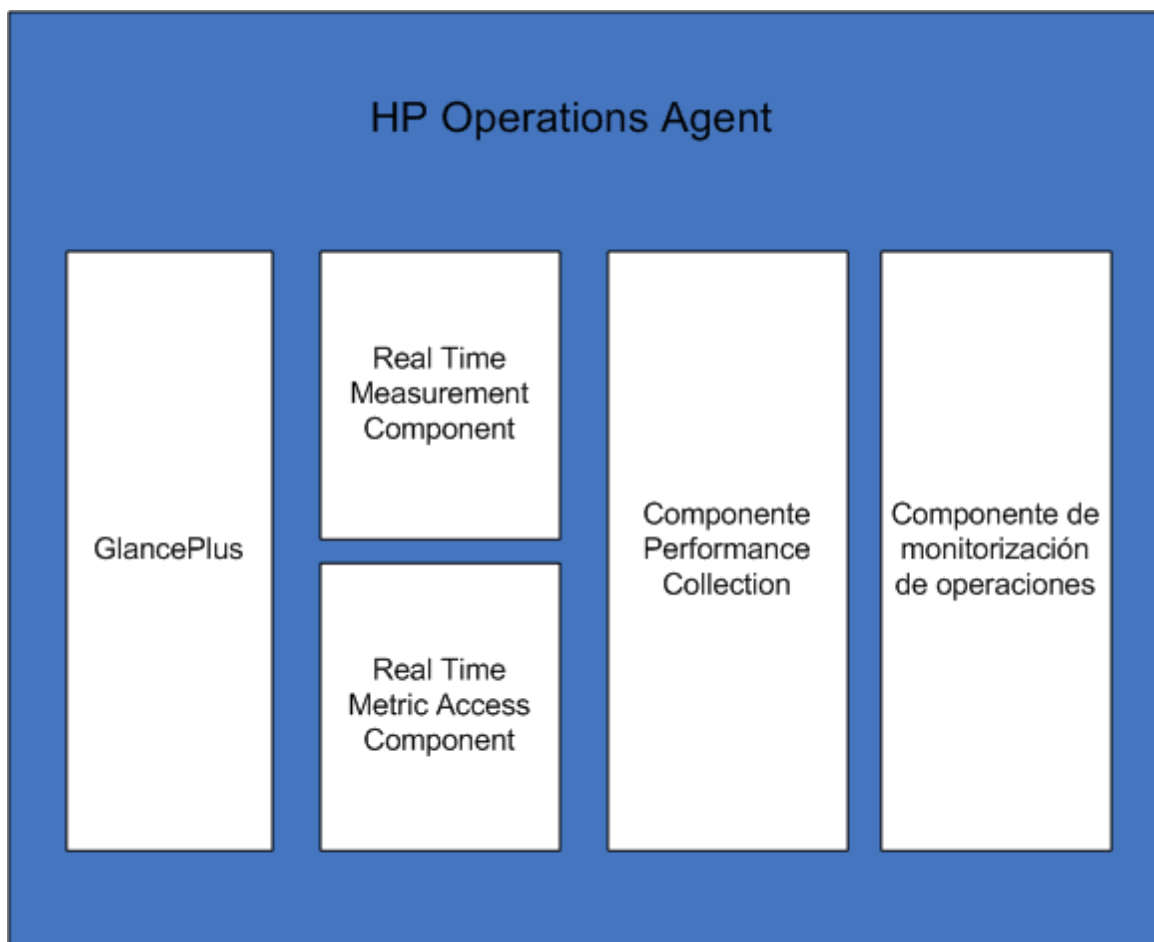 HP Operations Agent
GlancePlus
Real Time
Measurement
Component
Real Time
Metric Access
Component
Componente
Performance
Collection
Componente de
monitorización
de operaciones